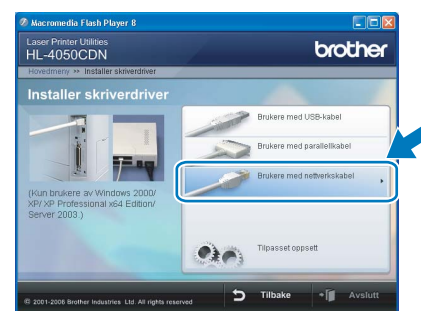 Macromedia Flash Player 8
Laser Printer Utilities
HL-4050CDN
brother
Hovedmeny >> Installer skriverdriver
Installer skriverdriver
Brukere med USB-kabel
Brukere med parallellkabel
Brukere med nettverkskabel
(Kun brukere av Windows 2000/
XP/ XP Professional x64 Edition/
Server 2003.)
Tilpasset oppsett
© 2001-2006 Brother Industries Ltd. All rights reserved
Tilbake
Avslutt